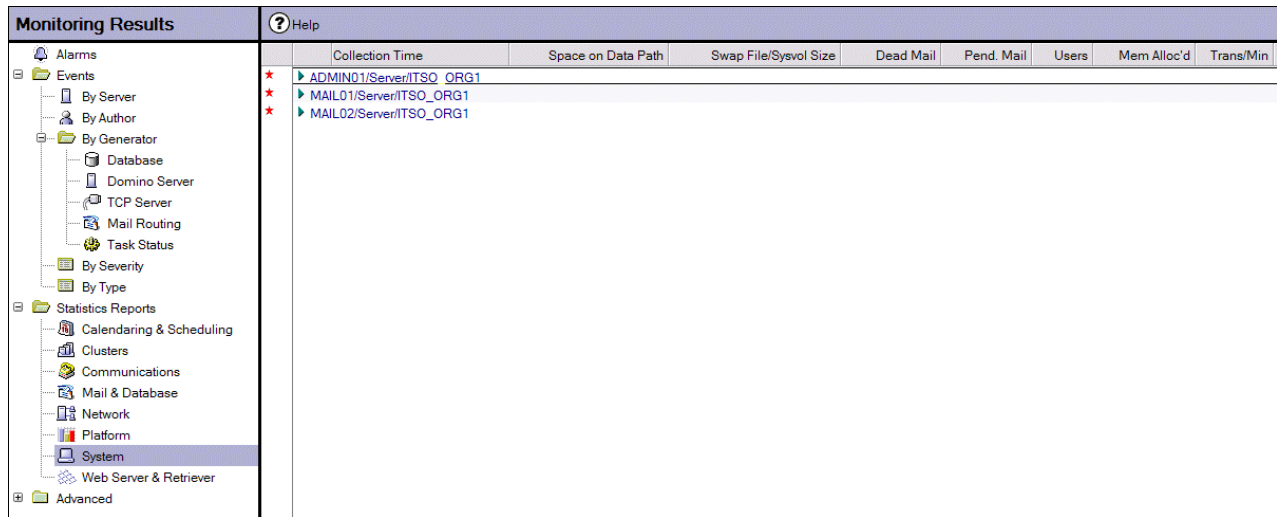 Monitoring Results
Help
Alarms
Events
By Server
By Author
By Generator
Database
Domino Server
TCP Server
Mail Routing
Task Status
By Severity
By Type
Statistics Reports
Calendaring & Scheduling
Clusters
Communications
Mail & Database
Network
Platform
System
Web Server & Retriever
Advanced
Collection Time Space on Data Path Swap File/Sysvol Size Dead Mail Pend. Mail Users Mem Alloc'd Trans/Min
ADMIN01/Server/ITSO_ORG1
MAIL01/Server/ITSO_ORG1
MAIL02/Server/ITSO_ORG1